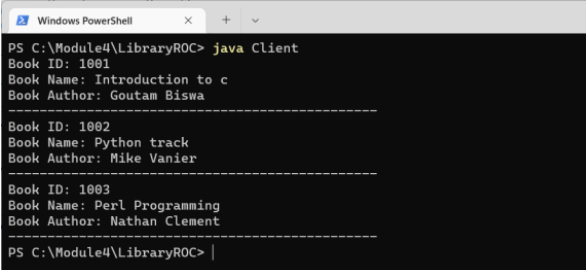 Windows PowerShell
PS C:\Module4\LibraryROC> java Client
Book ID: 1001
Book Name: Introduction to c
Book Author: Goutam Biswa
-----------------------------------------------
Book ID: 1002
Book Name: Python track
Book Author: Mike Vanier
-----------------------------------------------
Book ID: 1003
Book Name: Perl Programming
Book Author: Nathan Clement
-----------------------------------------------
PS C:\Module4\LibraryROC>